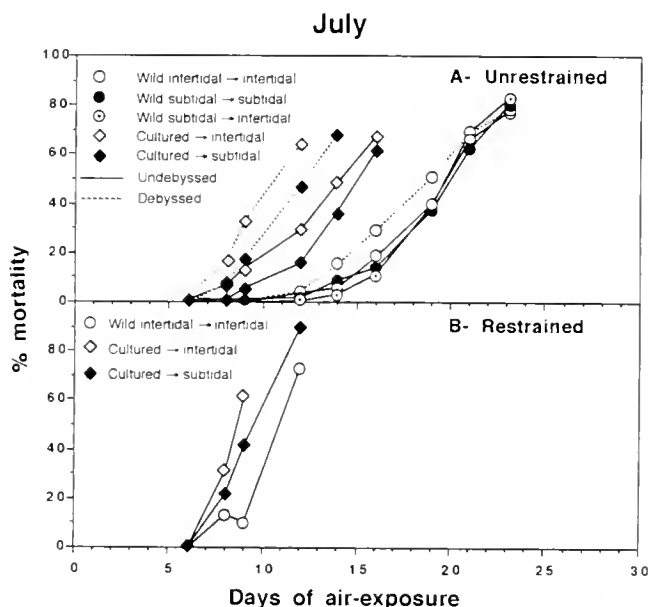 July
A- Unrestrained
Wild intertidal → intertidal
Wild subtidal → subtidal
Wild subtidal → intertidal
Cultured → intertidal
Cultured → subtidal
Undebyssed
Debyssed
100
80
60
40
20
0
% mortality
B- Restrained
Wild intertidal → intertidal
Cultured → intertidal
Cultured → subtidal
80
60
40
20
0
0 5 10 15 20 25 30
Days of air-exposure